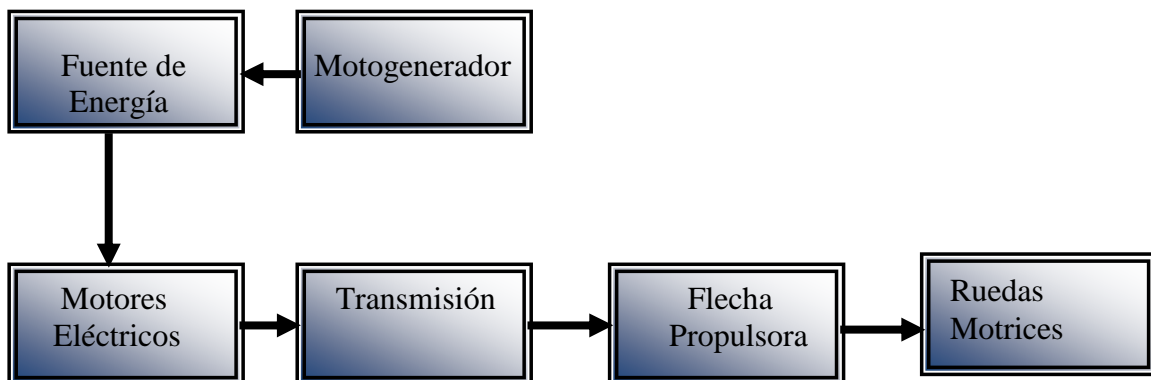 Fuente de
Energía
Motogenerador
Motores
Eléctricos
Transmisión
Flecha
Propulsora
Ruedas
Motrices